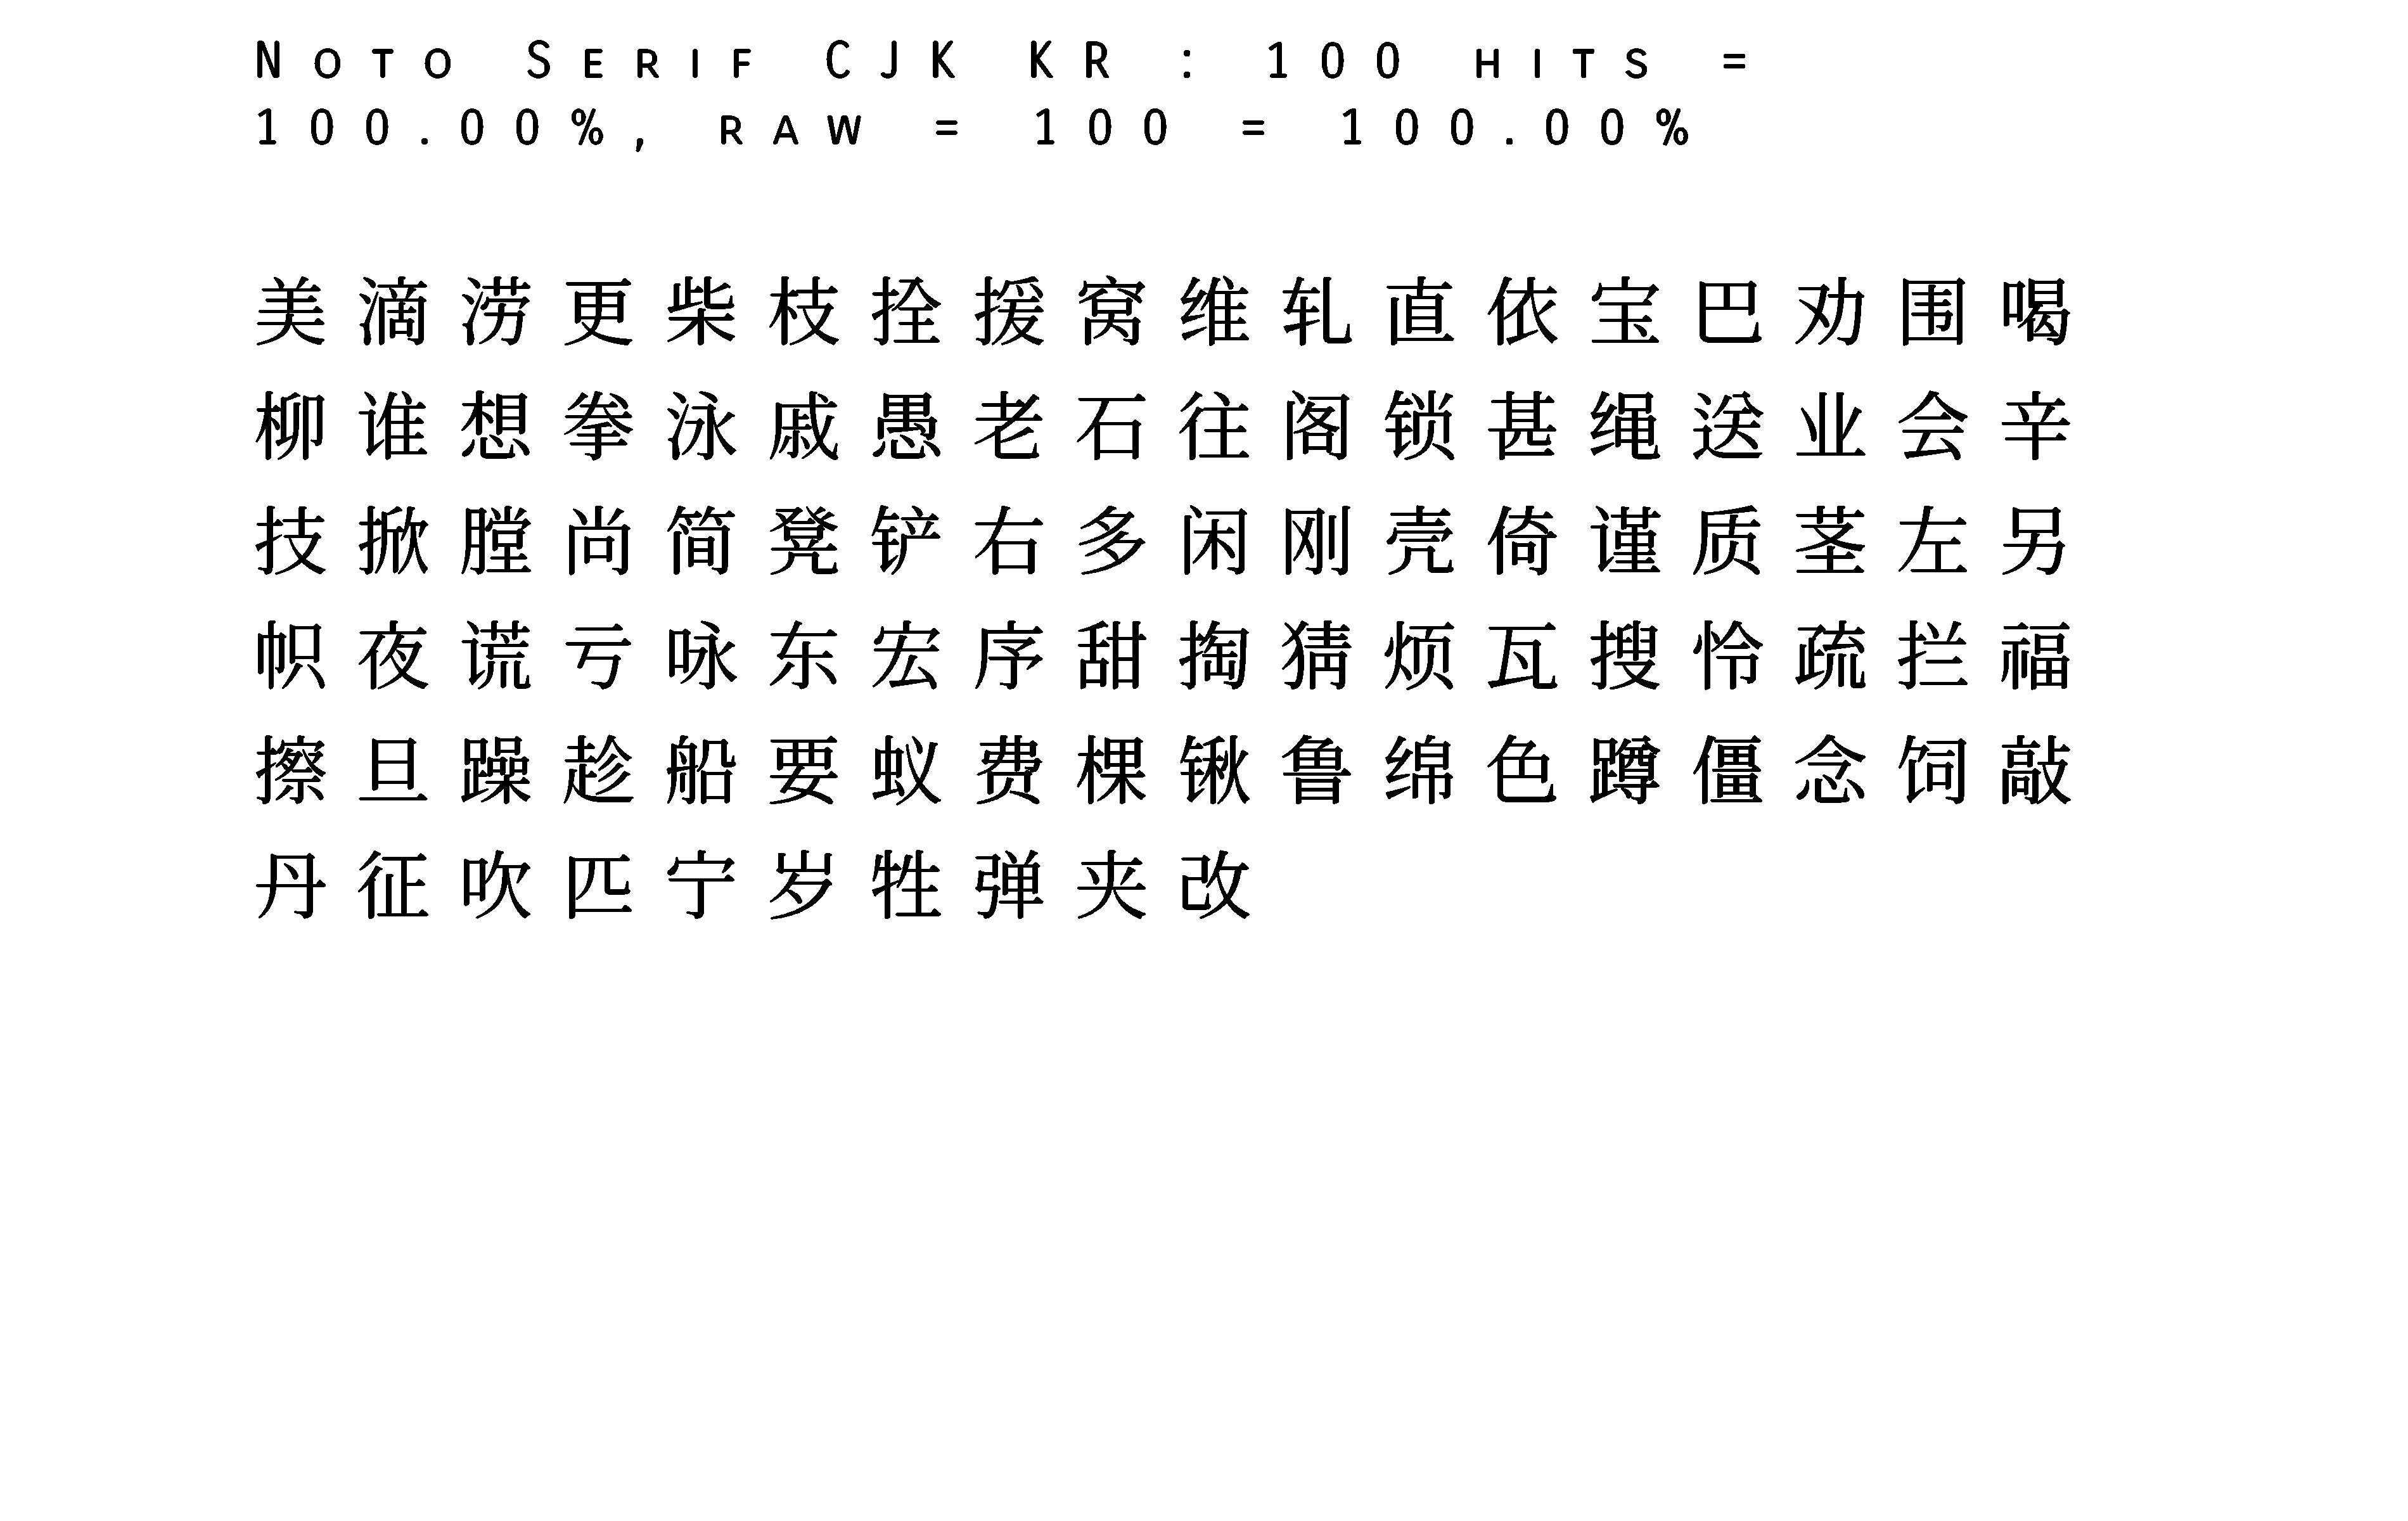 Noto Serif CJK KR : 100 hits =
100.00%, raw = 100 = 100.00%
美滴涝更柴枝拴援窝维轧直依宝巴劝围喝
柳谁想拳泳戚愚老石往阁锁甚绳送业会辛
技掀膛尚简凳铲右多闲刚壳倚谨质茎左另
帜夜谎亏咏东宏序甜掏猜烦瓦搜怜疏拦福
擦旦躁趁船要蚁费棵锹鲁绵色蹲僵念饲敲
丹征吹匹宁岁牲弹夹改